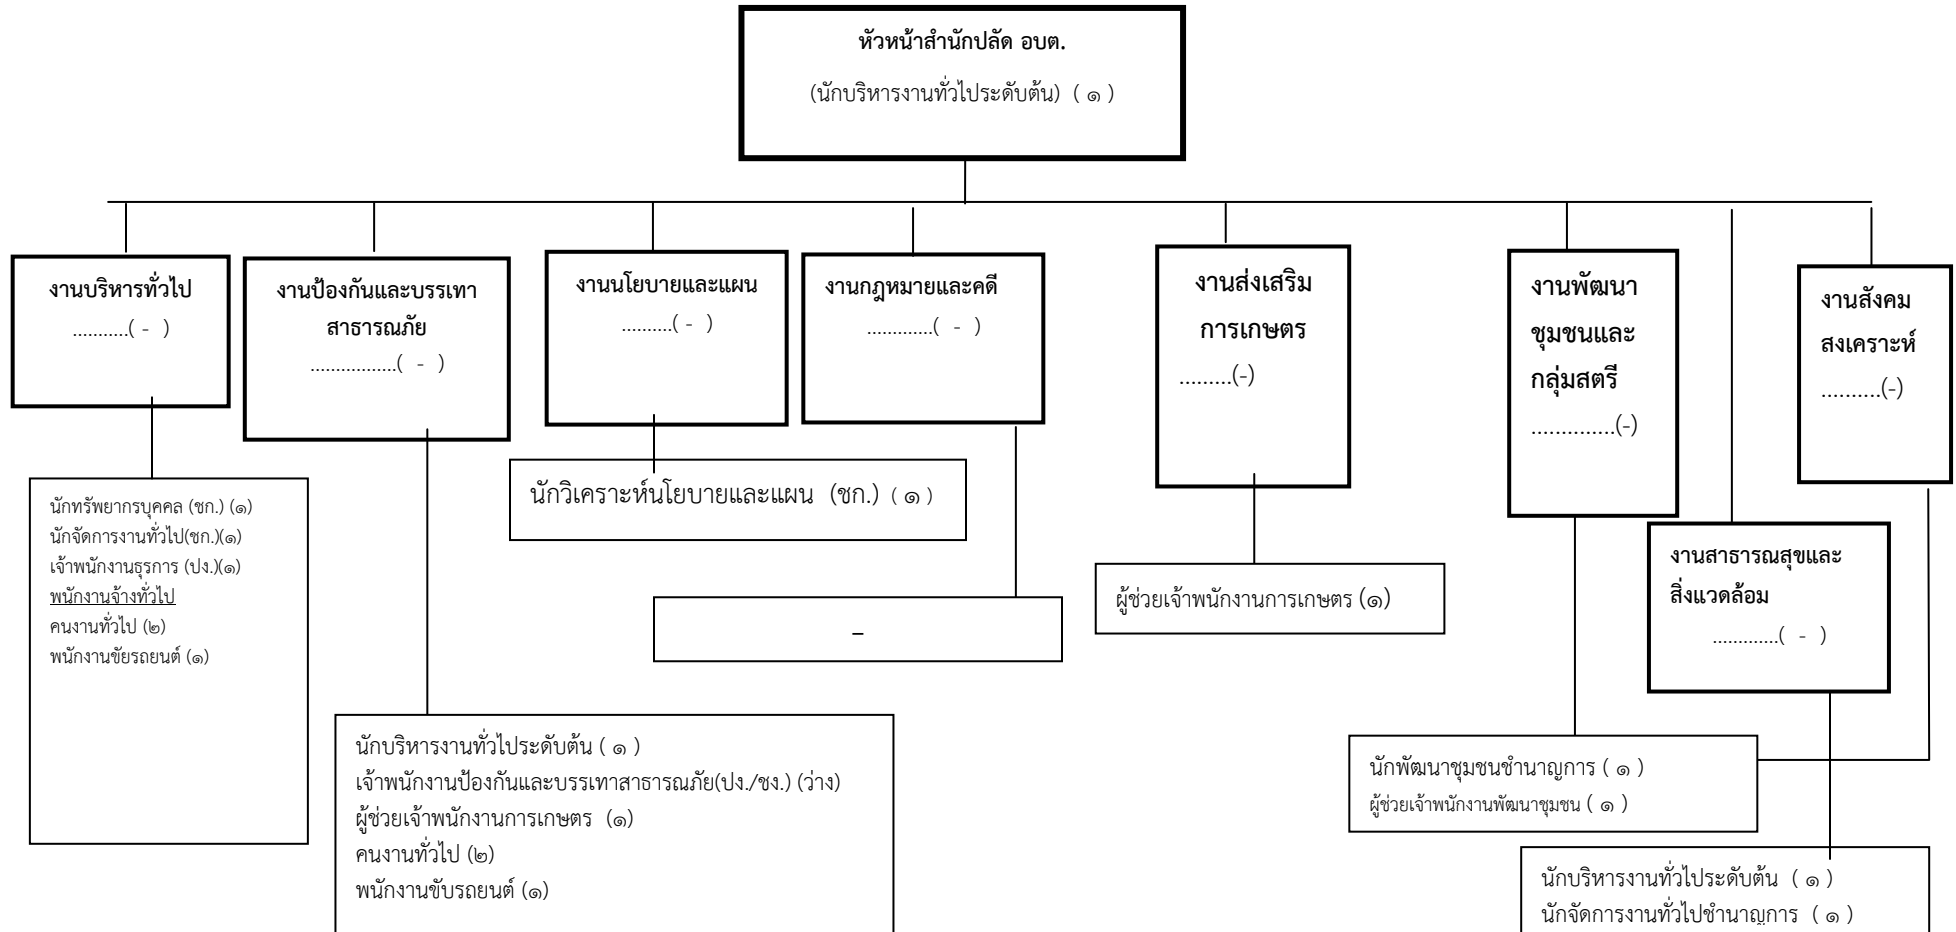 หัวหน้าสำนักปลัด อบต.
(นักบริหารงานทั่วไประดับต้น) ( ๑ )
งานบริหารทั่วไป
...........( - )
งานป้องกันและบรรเทา
สาธารณภัย
.................( - )
งานนโยบายและแผน
..........( - )
งานกฎหมายและคดี
.............( - )
งานส่งเสริม
การเกษตร
.........(-)
งานพัฒนา
ชุมชนและ
กลุ่มสตรี
..............(-)
งานสังคม
สงเคราะห์
..........(-)
นักทรัพยากรบุคคล (ชก.) (๑)
นักจัดการงานทั่วไป(ชก.)(๑)
เจ้าพนักงานธุรการ (ปง.)(๑)
พนักงานจ้างทั่วไป
คนงานทั่วไป (๒)
พนักงานขัยรถยนต์ (๑)
นักวิเคราะห์นโยบายและแผน (ชก.) ( ๑ )
–
ผู้ช่วยเจ้าพนักงานการเกษตร (๑)
งานสาธารณสุขและ
สิ่งแวดล้อม
.............( - )
นักบริหารงานทั่วไประดับต้น ( ๑ )
เจ้าพนักงานป้องกันและบรรเทาสาธารณภัย(ปง./ชง.) (ว่าง)
ผู้ช่วยเจ้าพนักงานการเกษตร (๑)
คนงานทั่วไป (๒)
พนักงานขับรถยนต์ (๑)
นักพัฒนาชุมชนชำนาญการ ( ๑ )
ผู้ช่วยเจ้าพนักงานพัฒนาชุมชน ( ๑ )
นักบริหารงานทั่วไประดับต้น ( ๑ )
นักจัดการงานทั่วไปชำนาญการ ( ๑ )